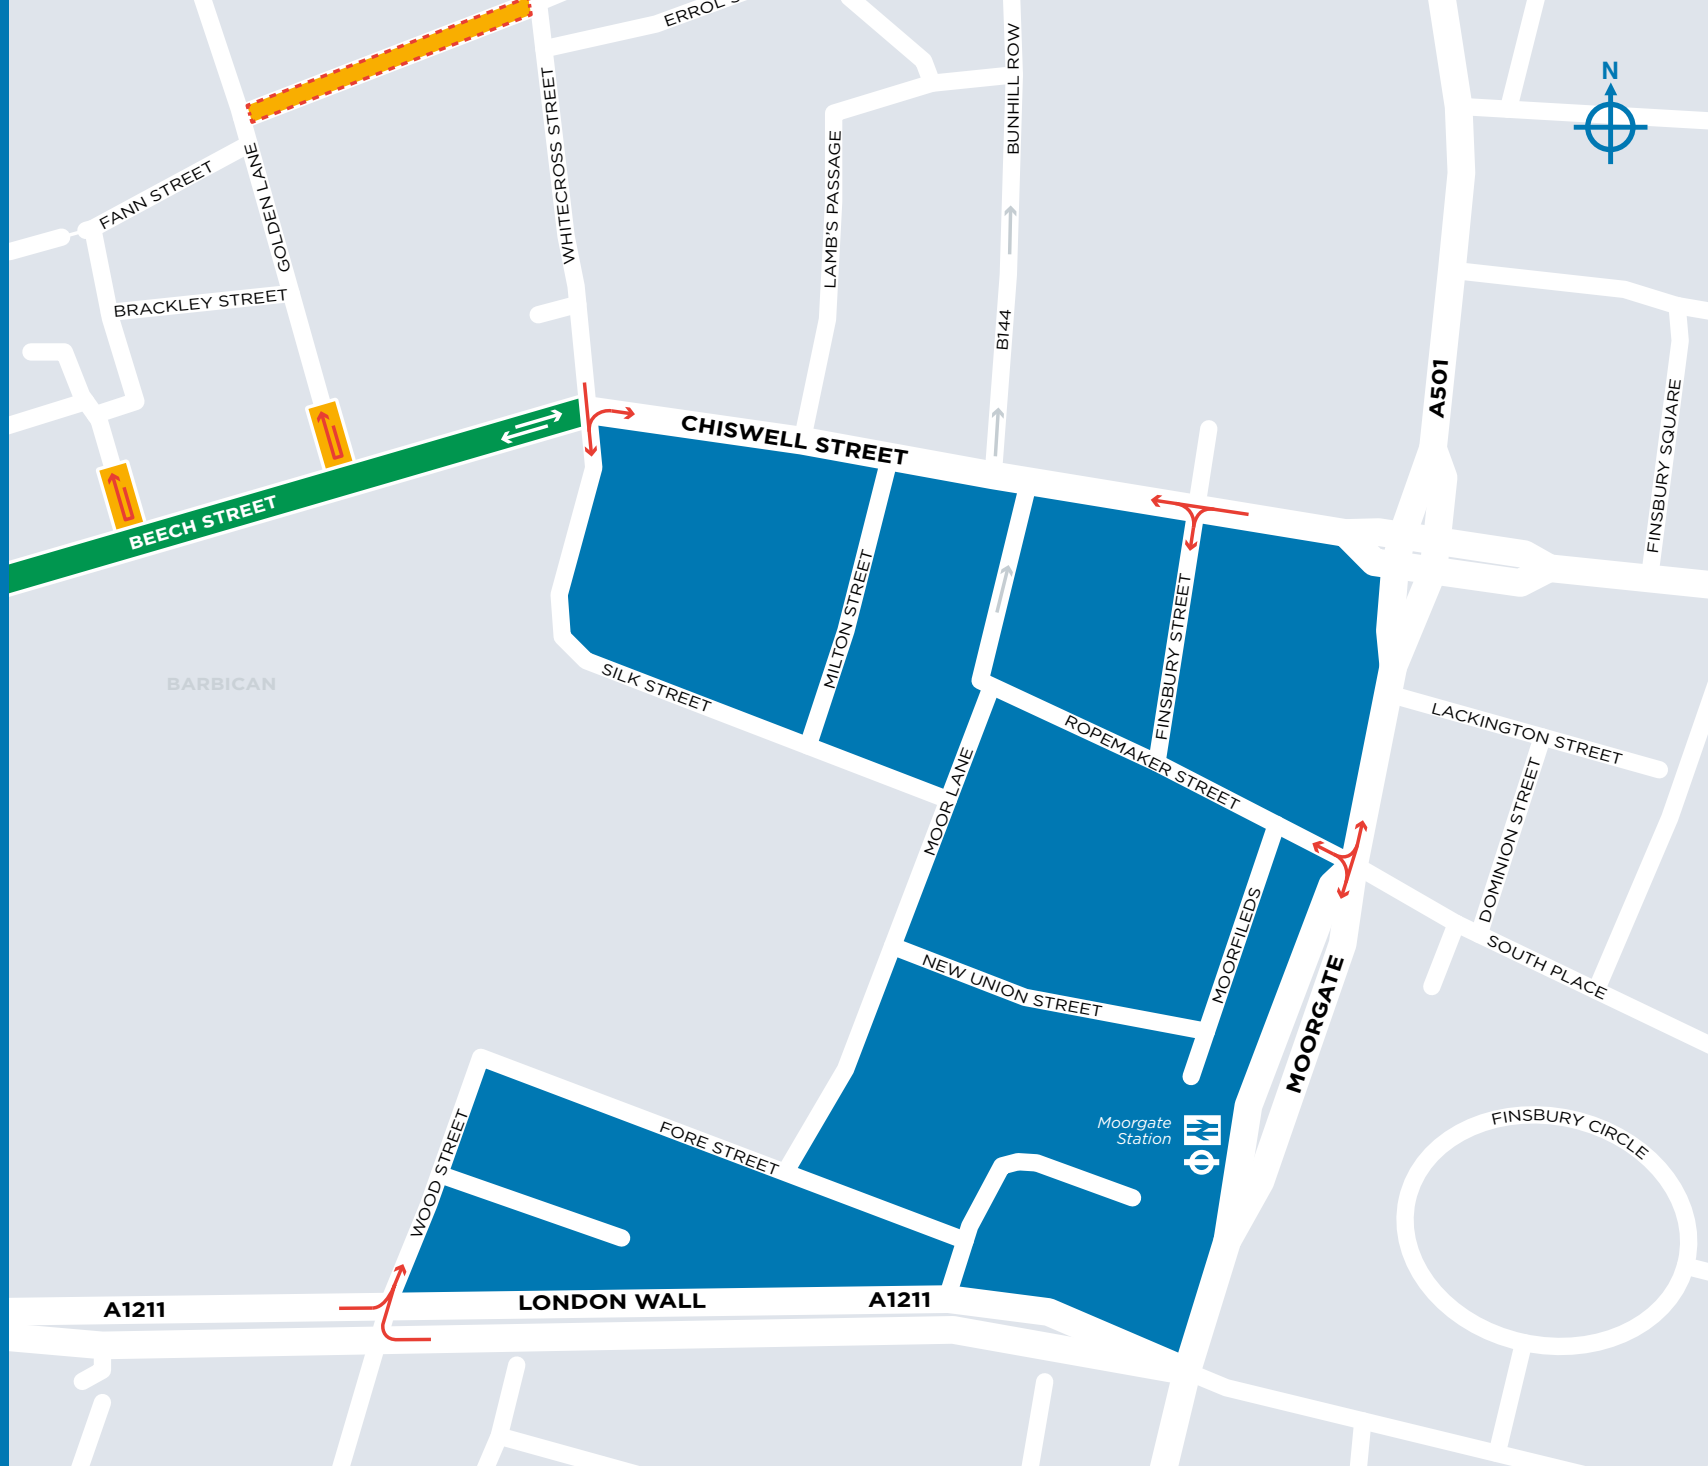 ERROL S
N
BUNHILL ROW
WHITECROSS STREET
LAMB'S PASSAGE
FANN STREET
GOLDEN LANE
BRACKLEY STREET
B144
A501
FINSBURY SQUARE
CHISWELL STREET
BEECH STREET
MILTON STREET
FINSBURY STREET
BARBICAN
SILK STREET
ROPEMAKER STREET
LACKINGTON STREET
MOOR LANE
DOMINION STREET
MOORFILEDS
SOUTH PLACE
NEW UNION STREET
MOORGATE
Moorgate
Station
FINSBURY CIRCLE
FORE STREET
WOOD STREET
A1211
LONDON WALL
A1211